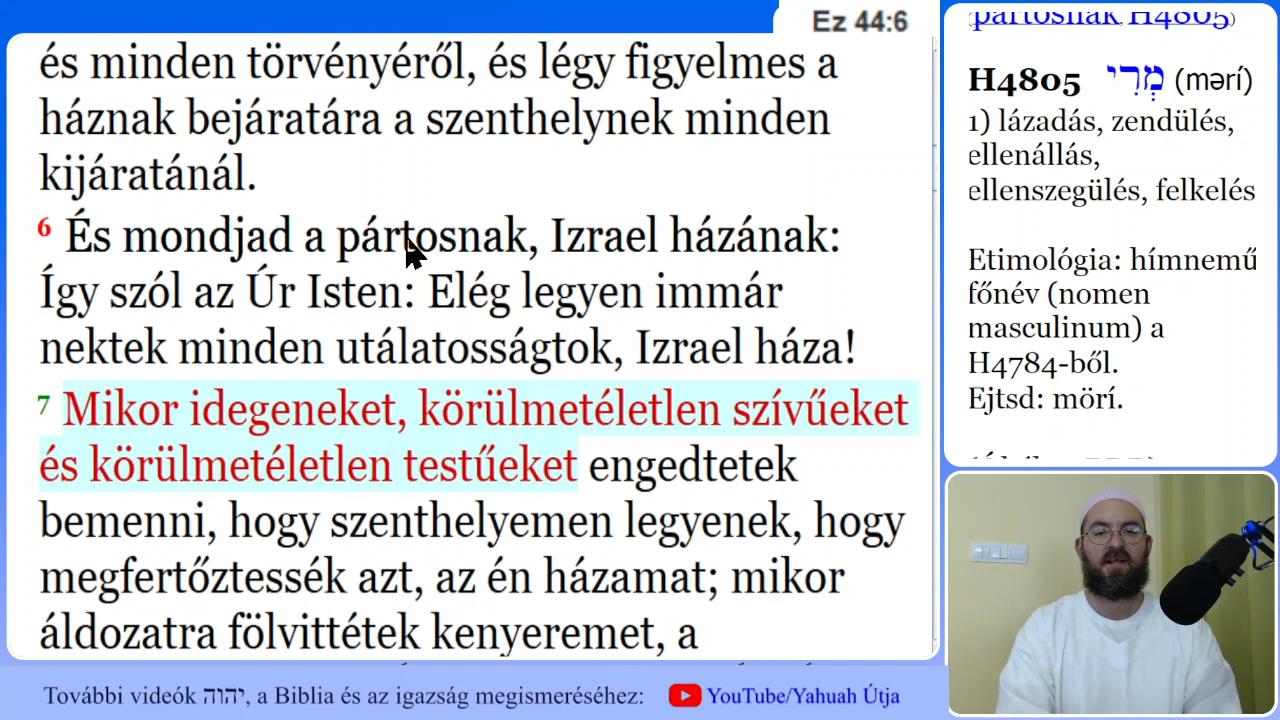 Ez 44:6
és minden törvényéről, és légy figyelmes a
háznak bejáratára a szenthelynek minden
kijáratánál.
6 És mondjad a pártosnak, Izrael házának:
Így szól az Úr Isten: Elég legyen immár
nektek minden utálatosságtok, Izrael háza!
7 Mikor idegeneket, körülmetéletlen szívűeket
és körülmetéletlen testűeket engedtetek
bemenni, hogy szenthelyemen legyenek, hogy
megfertőztessék azt, az én házamat; mikor
áldozatra fölvittétek kenyeremet, a
(pártosnak, H4805)
H4805 מְרִי (mərí)
1) lázadás, zendülés,
ellenállás,
ellenszegülés, felkelés
Etimológia: hímnemű
főnév (nomen
masculinum) a
H4784-ből.
Ejtsd: mörí.
További videók יהוה, a Biblia és az igazság megismeréséhez: YouTube/Yahuah Útja